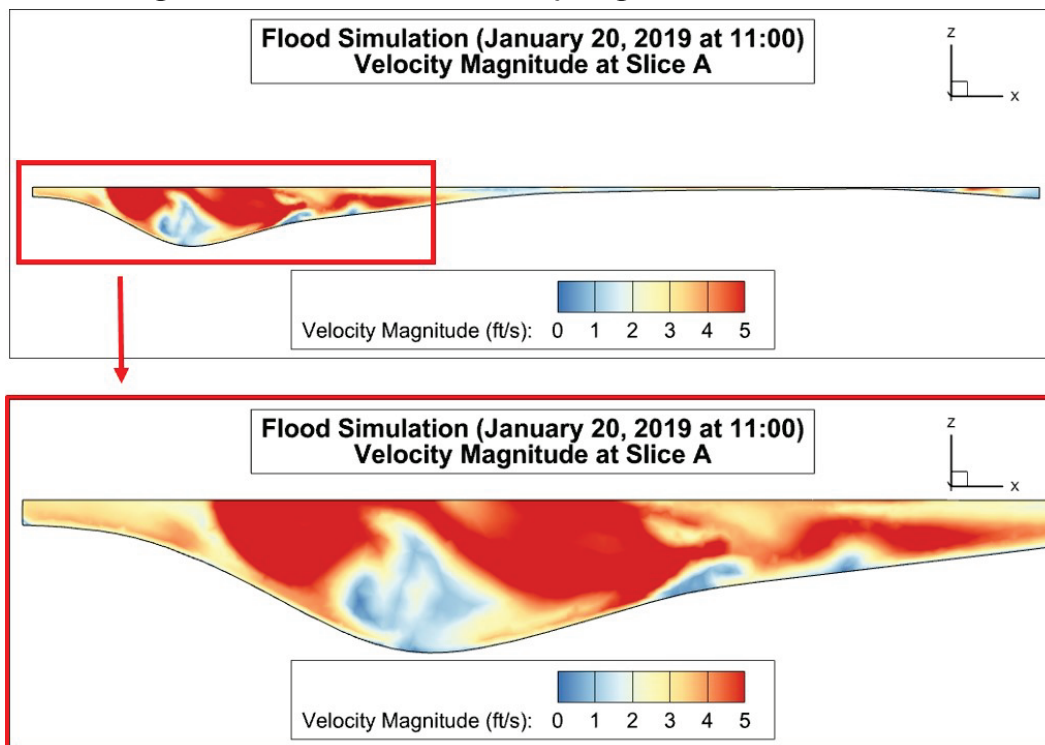 Flood Simulation (January 20, 2019 at 11:00)
Velocity Magnitude at Slice A
z
x
Velocity Magnitude (ft/s): 0 1 2 3 4 5
Flood Simulation (January 20, 2019 at 11:00)
Velocity Magnitude at Slice A
z
x
Velocity Magnitude (ft/s): 0 1 2 3 4 5